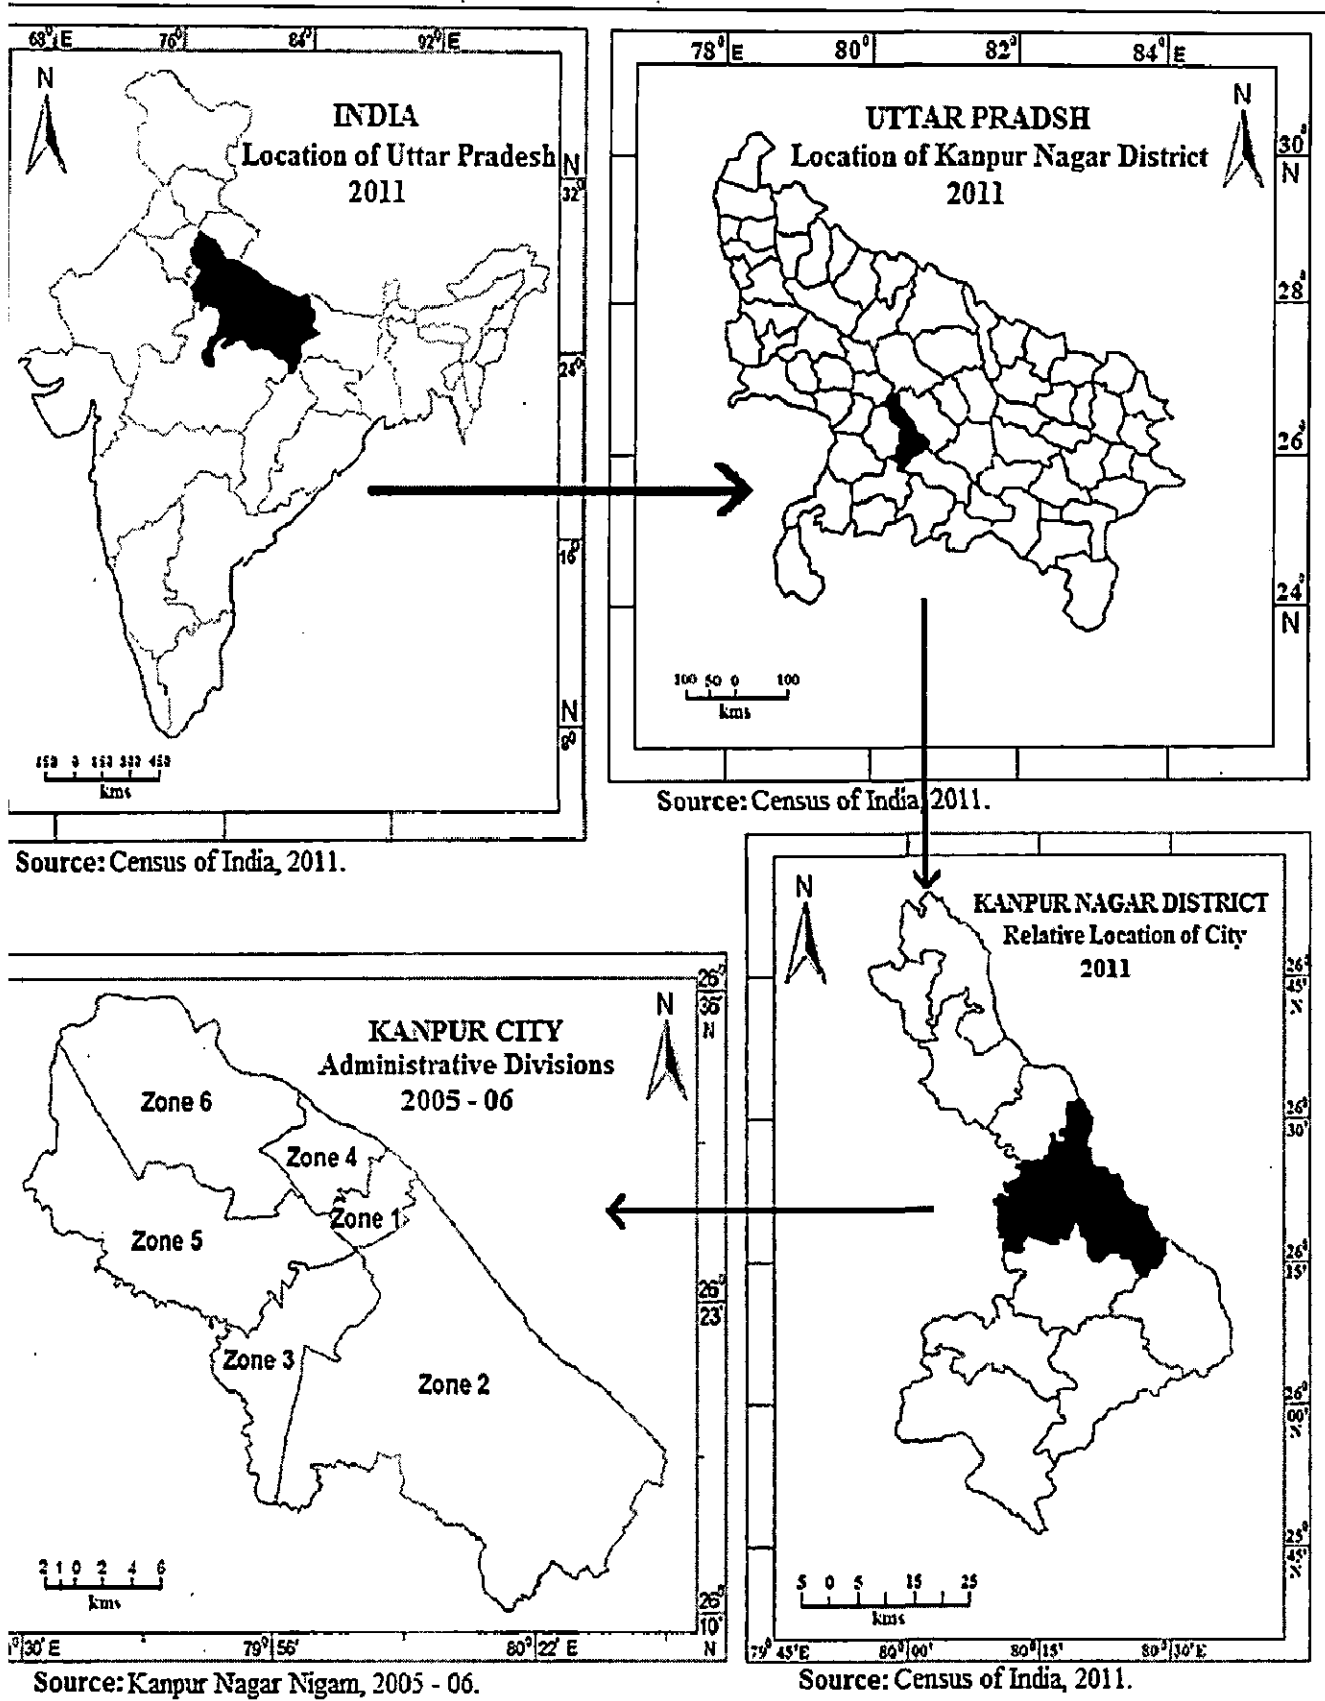 68° E 76° 84° 92° E
N
INDIA
Location of Uttar Pradesh
2011
N
32°
24°
16°
N
8°
150 0 150 300 450
kms
Source: Census of India, 2011.
78° E 80° 82° 84° E
N
UTTAR PRADSH
Location of Kanpur Nagar District
2011
30°
N
28°
26°
24°
N
100 50 0 100
kms
Source: Census of India, 2011.
N
KANPUR NAGAR DISTRICT
Relative Location of City
2011
26°
45'
N
26°
30'
26°
15'
26°
00'
N
25°
45'
N
5 0 5 15 25
kms
79° 45' E 80° 00' 80° 15' 80° 30' E
Source: Census of India, 2011.
N
KANPUR CITY
Administrative Divisions
2005 - 06
Zone 6
Zone 4
Zone 1
Zone 5
Zone 3
Zone 2
26°
36'
N
26°
23'
26°
10'
N
2 1 0 2 4 6
kms
30' E 79° 56' 80° 22' E
Source: Kanpur Nagar Nigam, 2005 - 06.